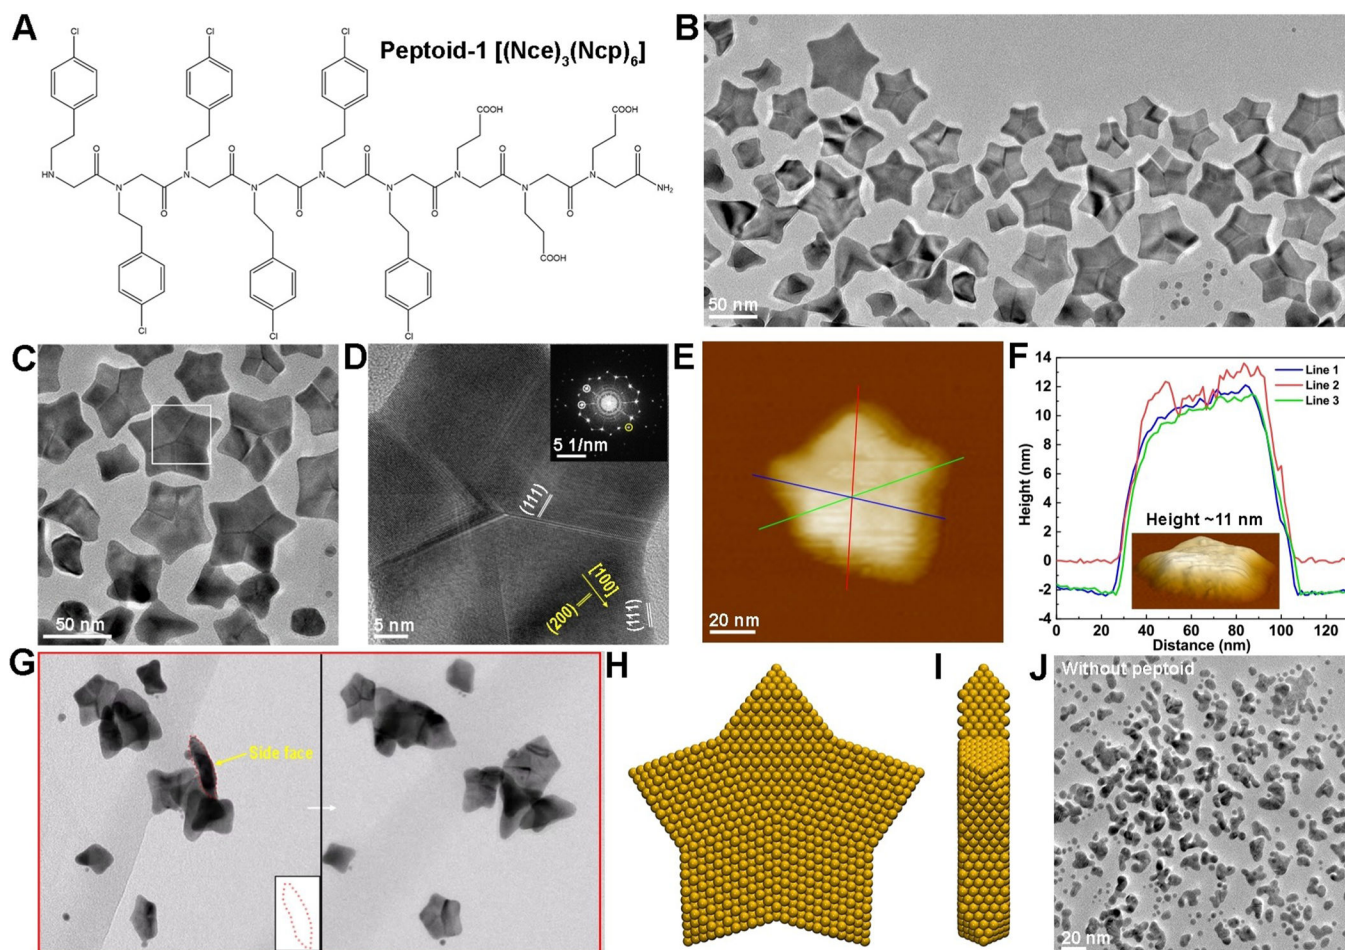 A
Peptoid-1 [(Nce)₃(Ncp)₆]
Cl
Cl
Cl
COOH
COOH
HN
O
N
O
N
O
N
O
N
O
N
O
N
O
N
O
N
O
NH₂
COOH
Cl
Cl
Cl
B
50 nm
C
50 nm
D
5 1/nm
(111)
[100]
(200)
(111)
5 nm
E
20 nm
F
Line 1
Line 2
Line 3
Height (nm)
14
12
10
8
6
4
2
0
-2
-4
Height ~11 nm
0
20
40
60
80
100
120
Distance (nm)
G
Side face
H
I
J
Without peptoid
20 nm